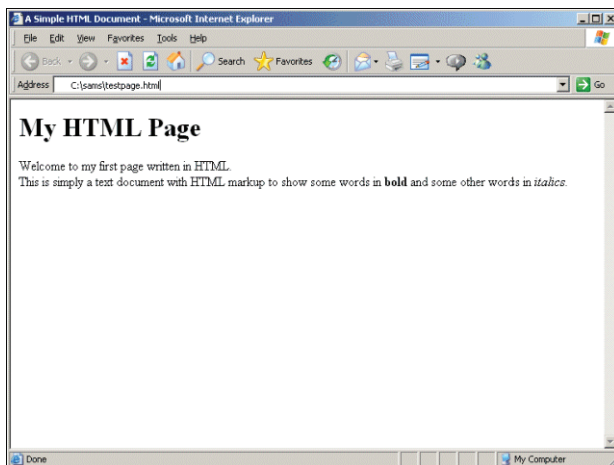 A Simple HTML Document - Microsoft Internet Explorer
File Edit View Favorites Tools Help
Back Search Favorites
Address C:\sams\testpage.html Go
My HTML Page
Welcome to my first page written in HTML.
This is simply a text document with HTML markup to show some words in bold and some other words in italics.
Done My Computer